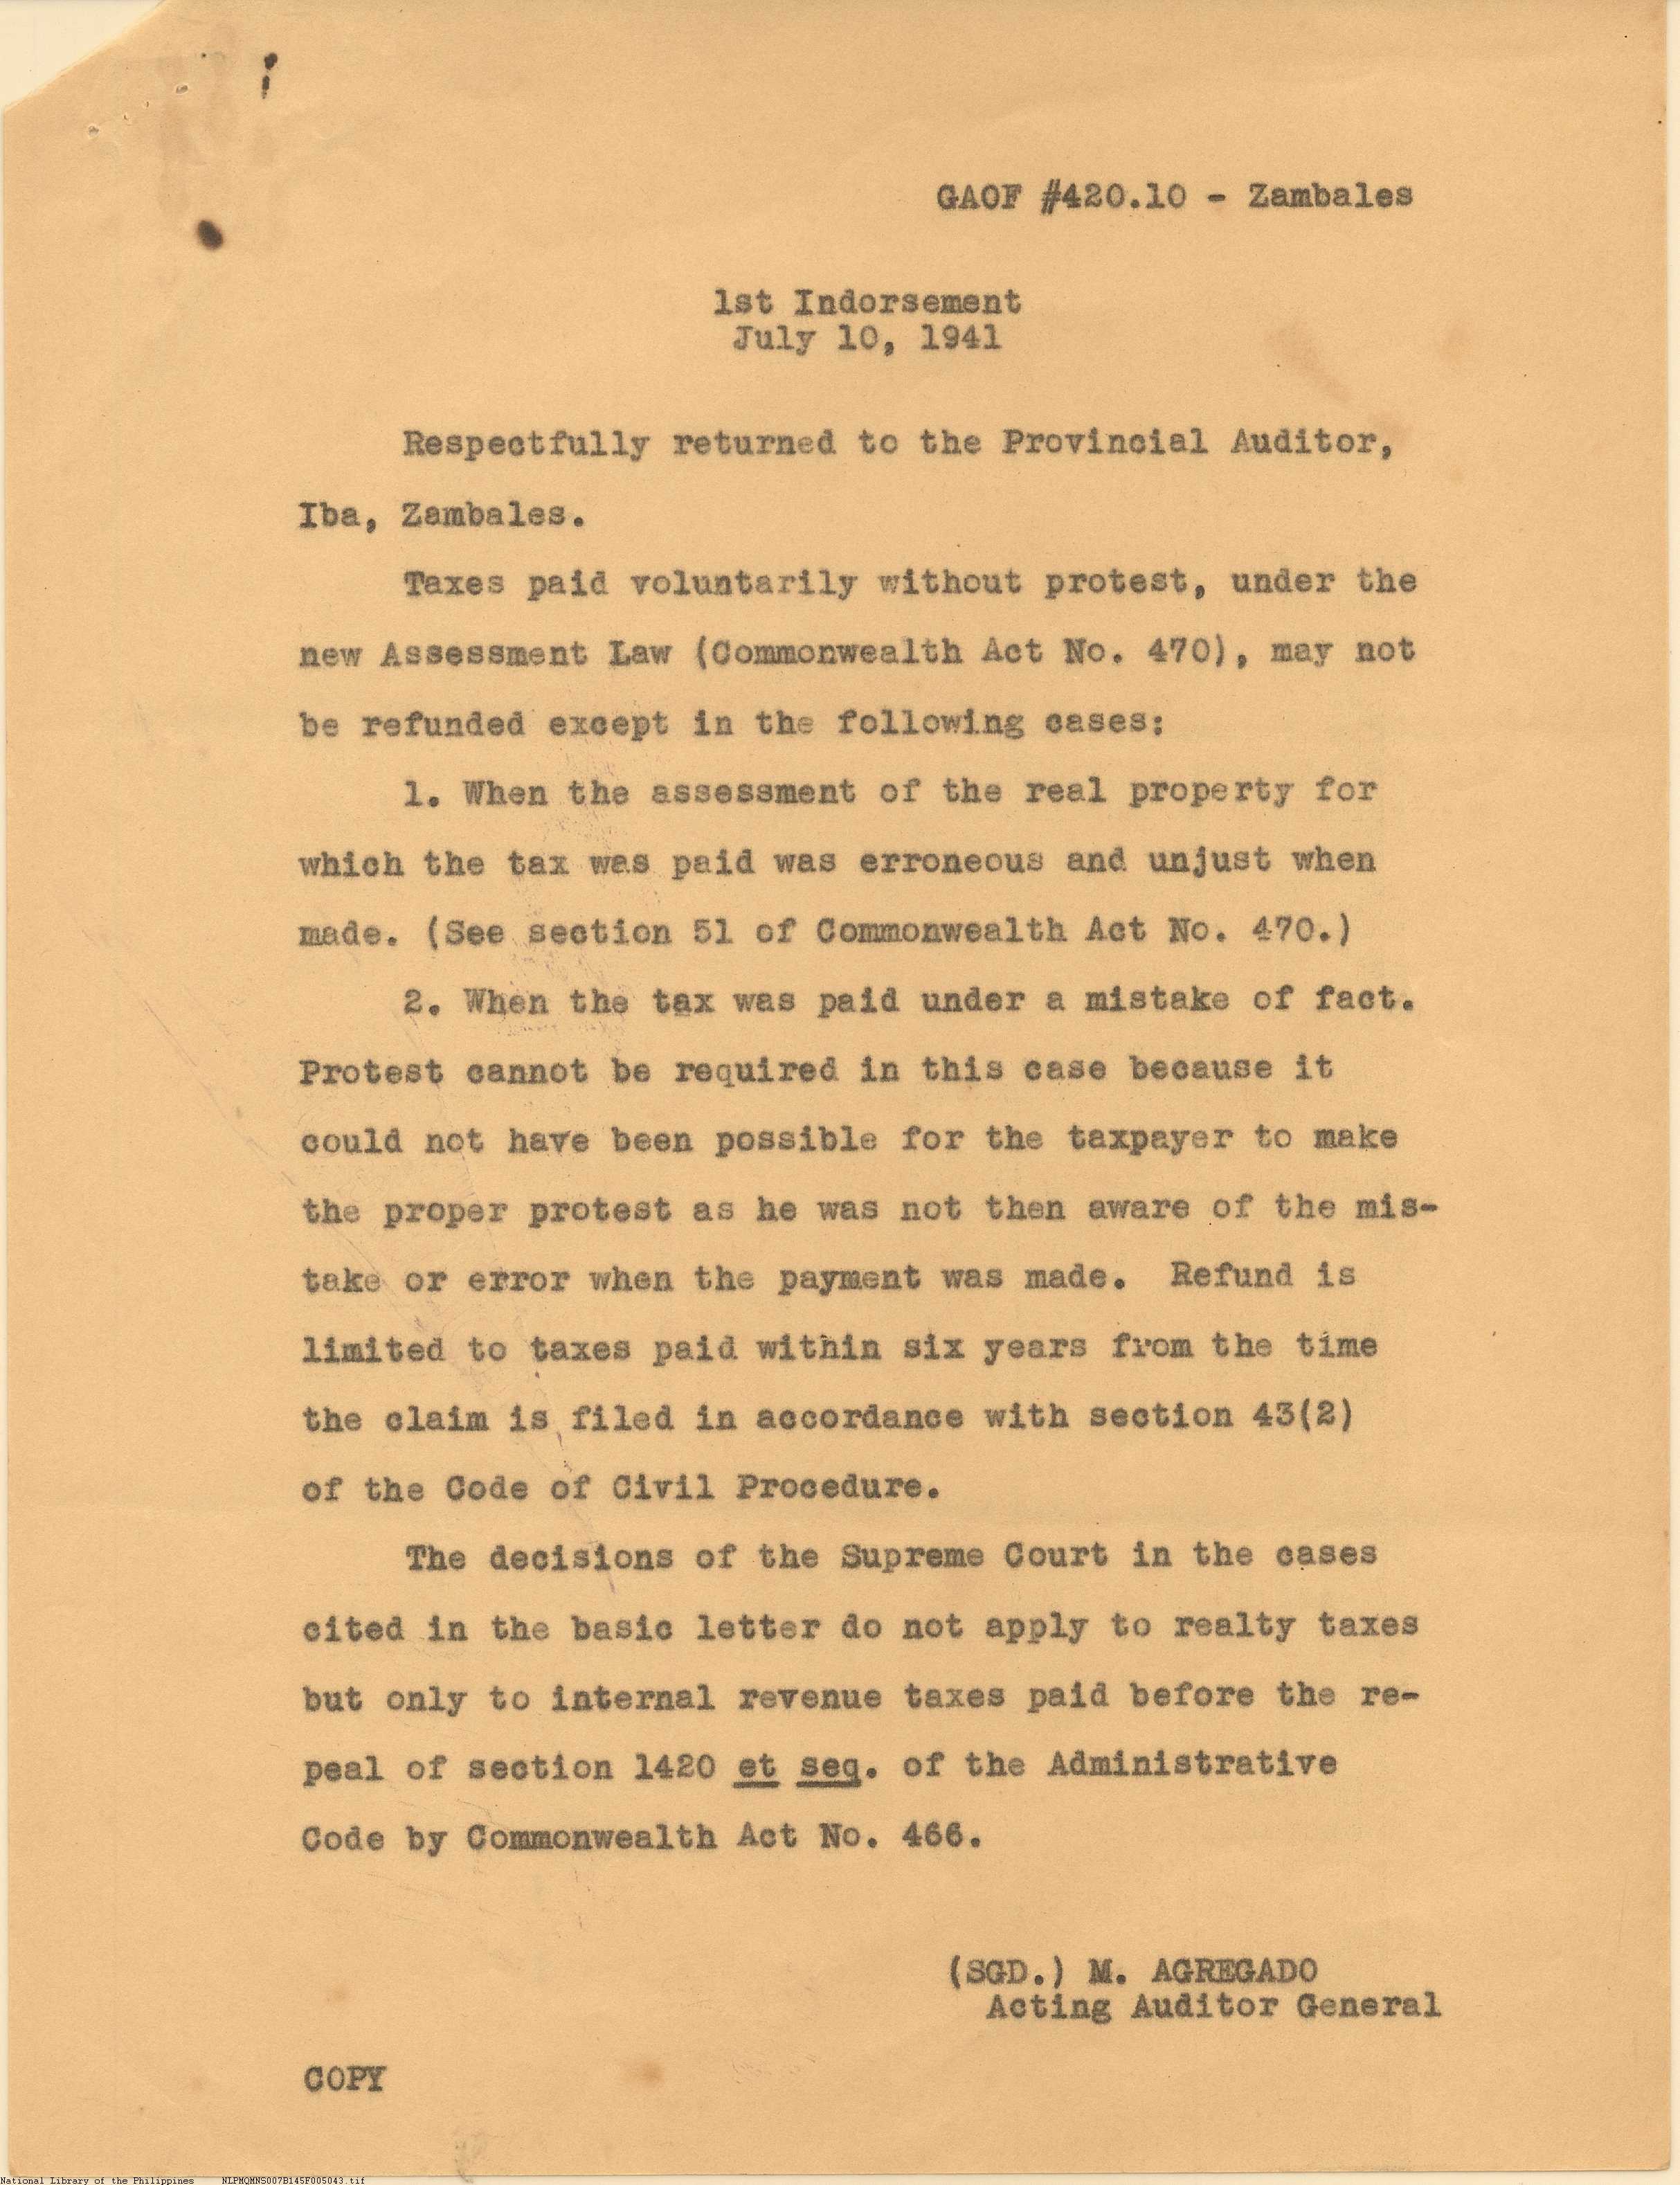 GAOF #420.10 - Zambales
1st Indorsement
July 10, 1941
Respectfully returned to the Provincial Auditor,
Iba, Zambales.
Taxes paid voluntarily without protest, under the
new Assessment Law (Commonwealth Act No. 470), may not
be refunded except in the following cases:
1. When the assessment of the real property for
which the tax was paid was erroneous and unjust when
made. (See section 51 of Commonwealth Act No. 470.)
2. When the tax was paid under a mistake of fact.
Protest cannot be required in this case because it
could not have been possible for the taxpayer to make
the proper protest as he was not then aware of the mis-
take or error when the payment was made. Refund is
limited to taxes paid within six years from the time
the claim is filed in accordance with section 43(2)
of the Code of Civil Procedure.
The decisions of the Supreme Court in the cases
cited in the basic letter do not apply to realty taxes
but only to internal revenue taxes paid before the re-
peal of section 1420 et seq. of the Administrative
Code by Commonwealth Act No. 466.
(SGD.) M. AGREGADO
Acting Auditor General
COPY
National Library of the Philippines NLPMQMNS007B145F005043.tif